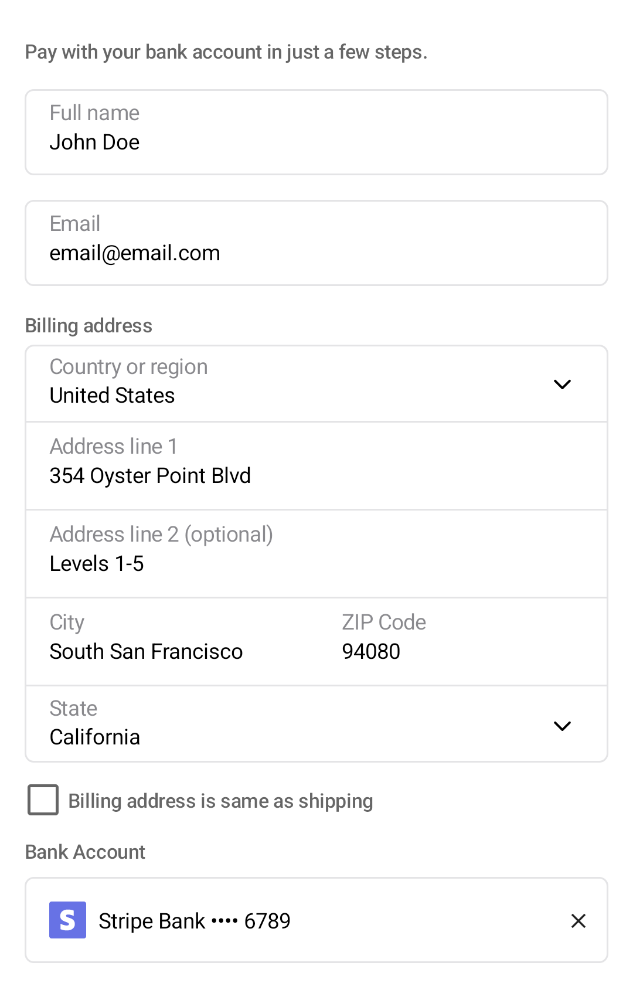 Pay with your bank account in just a few steps.
Full name
John Doe
Email
email@email.com
Billing address
Country or region
United States
Address line 1
354 Oyster Point Blvd
Address line 2 (optional)
Levels 1-5
City
South San Francisco
ZIP Code
94080
State
California
Billing address is same as shipping
Bank Account
S Stripe Bank •••• 6789